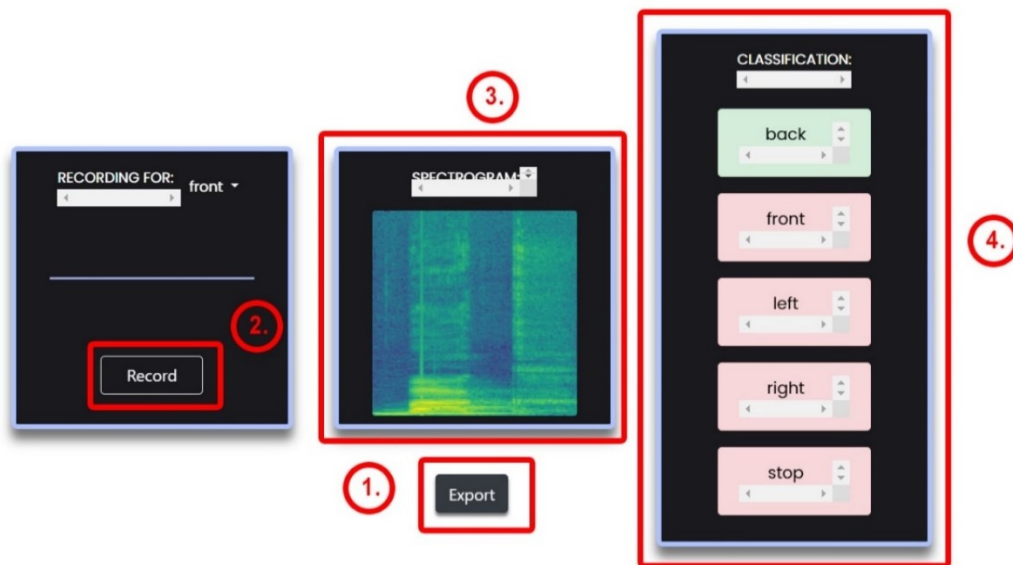 3.
CLASSIFICATION:
back
RECORDING FOR: front
SPECTROGRAM:
front
4.
left
2.
Record
right
1.
Export
stop